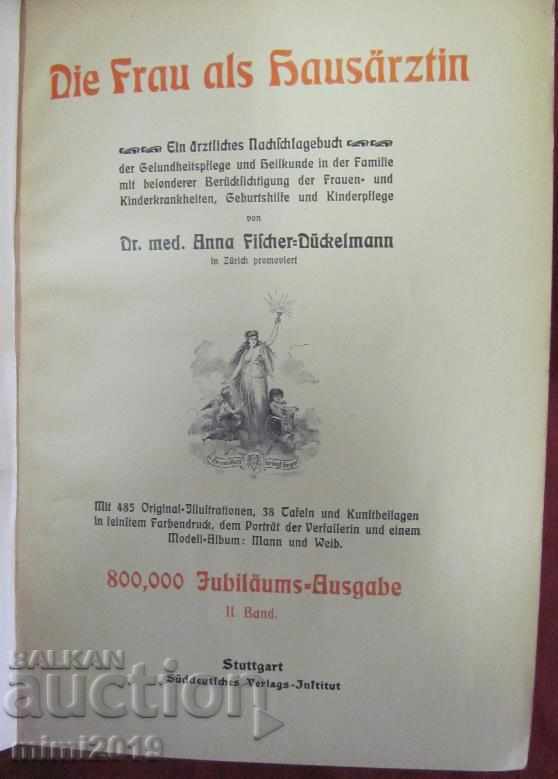 Die Frau als Hausärztin
Ein ärztliches Nachschlagebuch
der Gesundheitspflege und Heilkunde in der Familie
mit besonderer Berücksichtigung der Frauen- und
Kinderkrankheiten, Geburtshilfe und Kinderpflege
von
Dr. med. Anna Fischer-Dückelmann
in Zürich promoviert
Mit 485 Original-Illustrationen, 38 Tafeln und Kunstbeilagen
in feinstem Farbendruck, dem Porträt der Verfasserin und einem
Modell-Album: Mann und Weib.
800,000 Jubiläums-Ausgabe
II. Band.
Stuttgart
Süddeutsches Verlags-Institut
BALKAN
auction
mimi2019